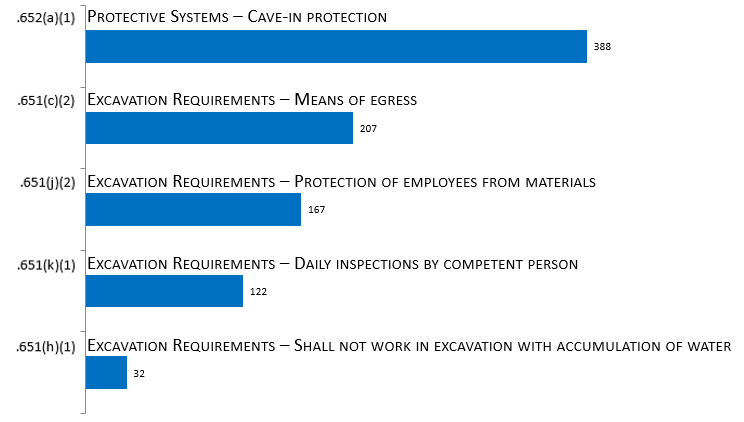 .652(a)(1) Protective Systems – Cave-in protection
388
.651(c)(2) Excavation Requirements – Means of egress
207
.651(j)(2) Excavation Requirements – Protection of employees from materials
167
.651(k)(1) Excavation Requirements – Daily inspections by competent person
122
.651(h)(1) Excavation Requirements – Shall not work in excavation with accumulation of water
32